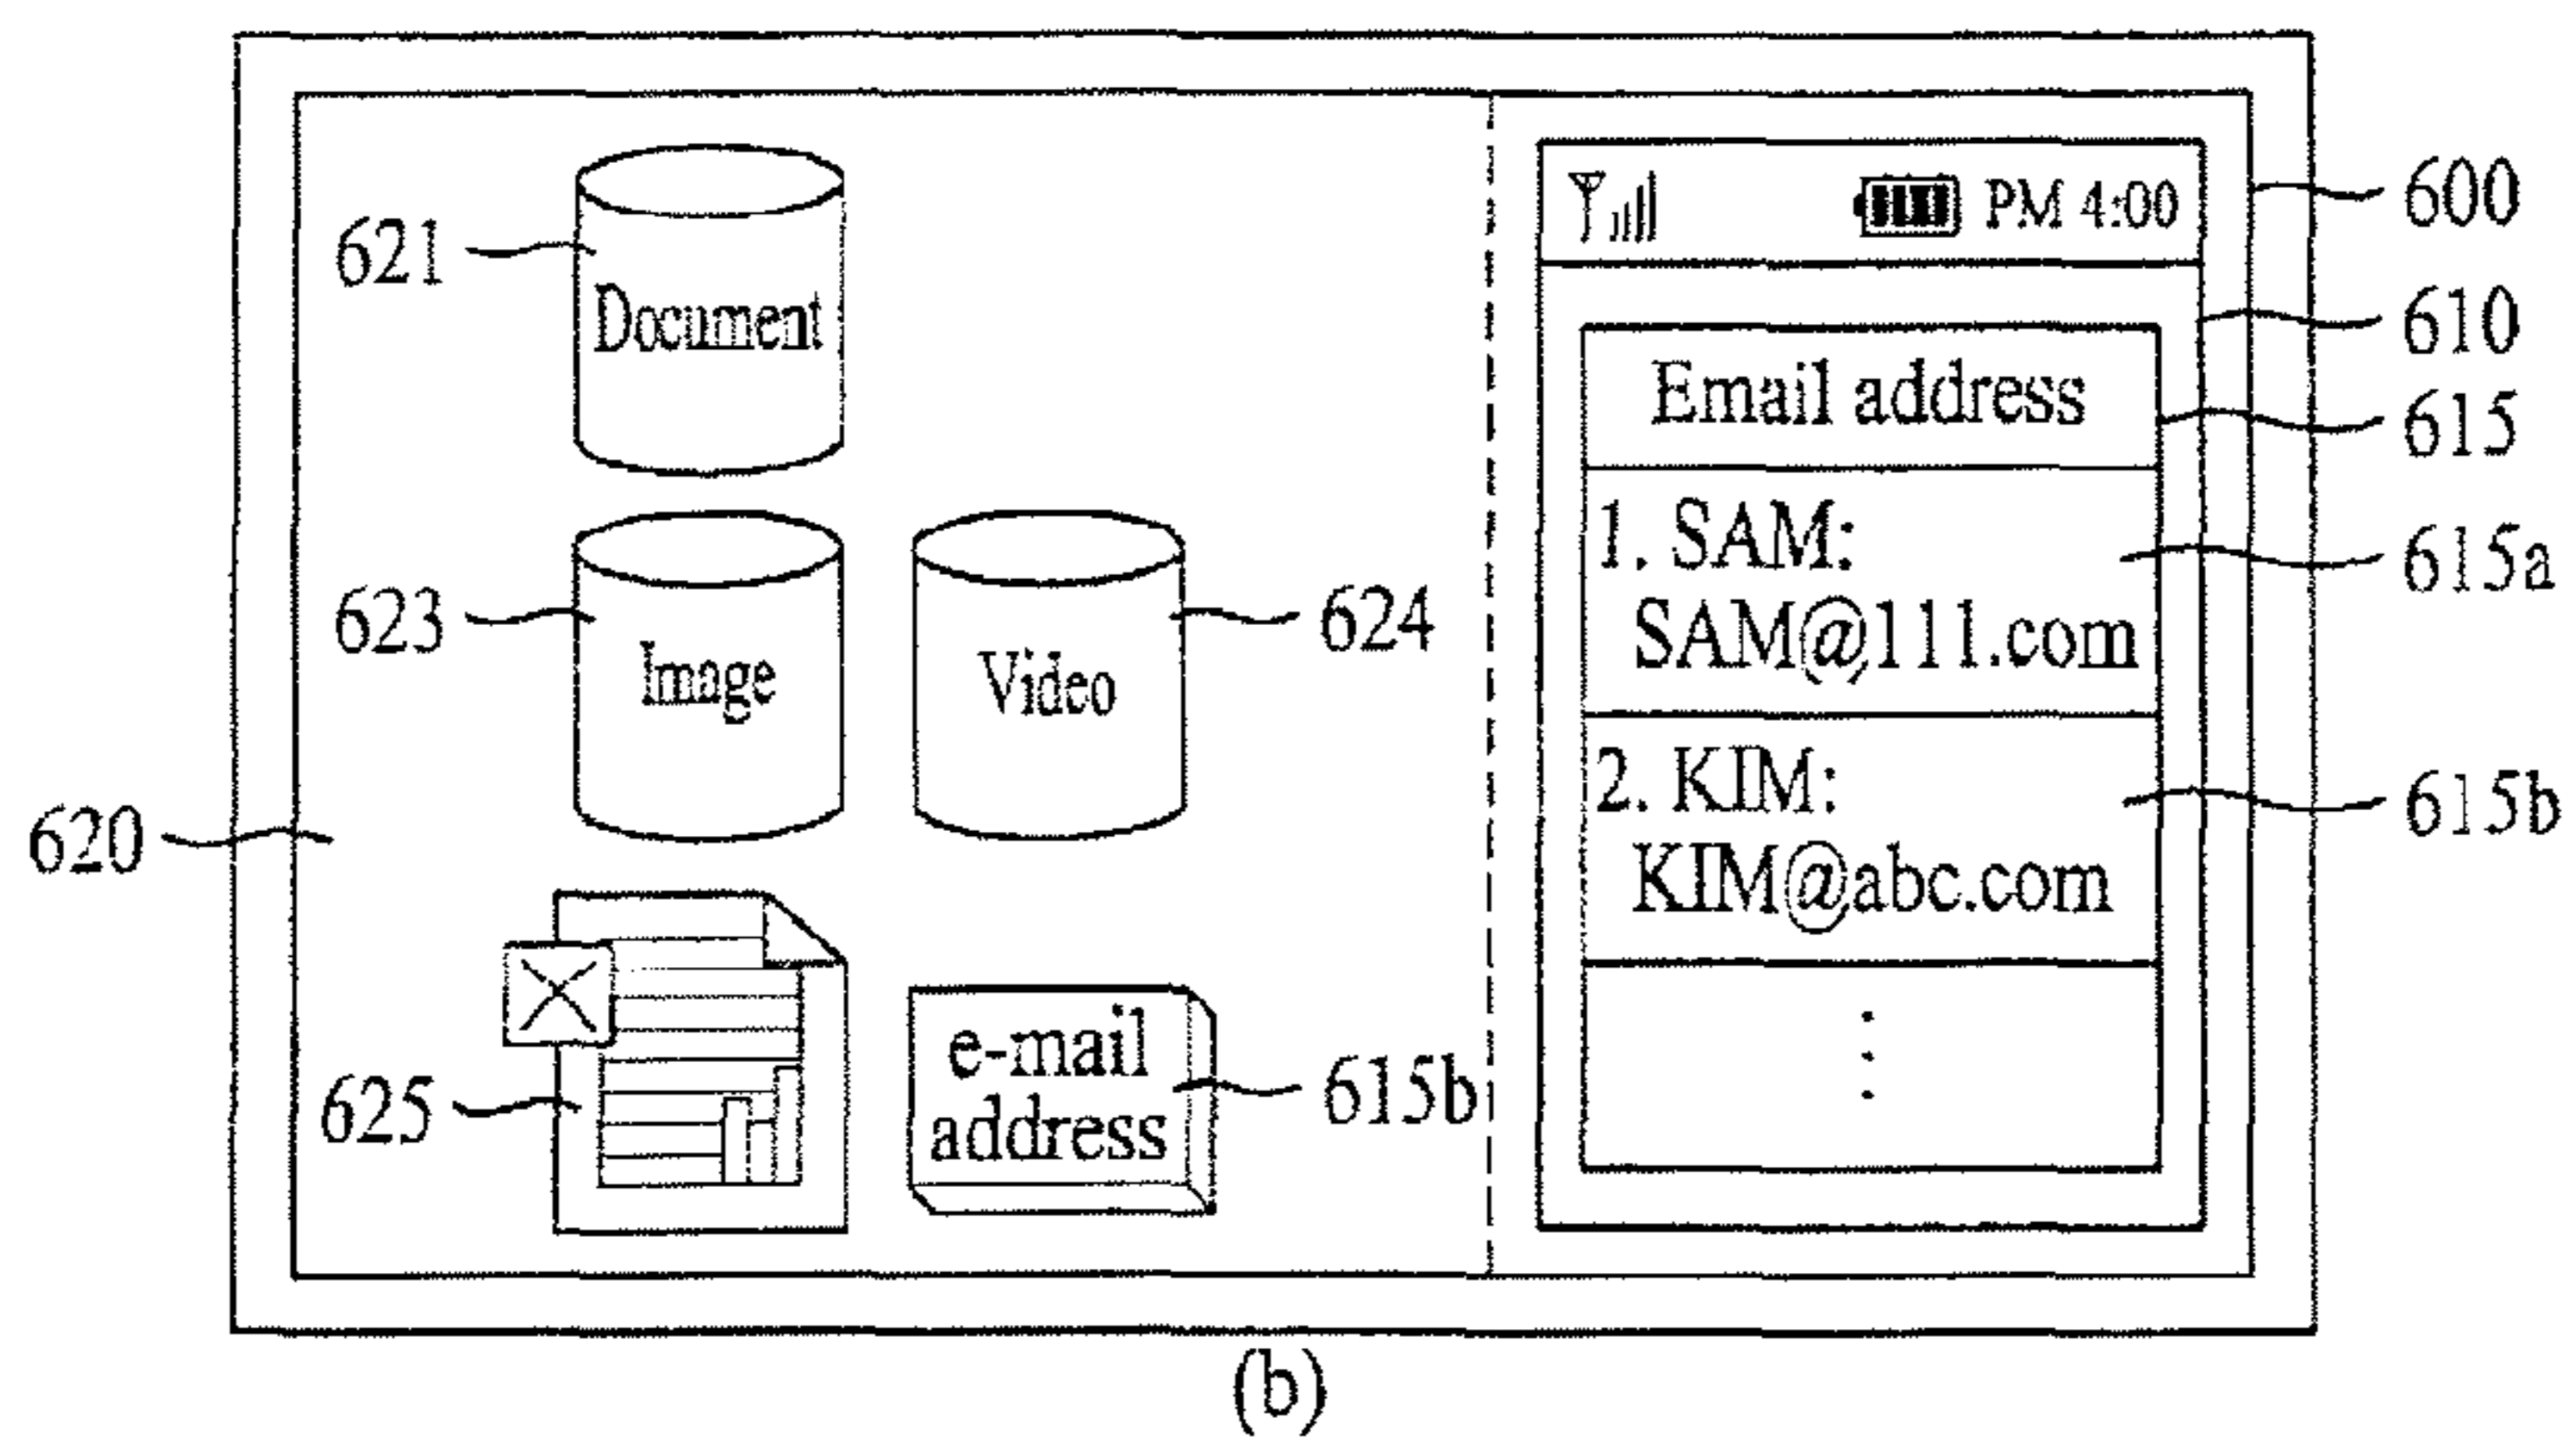 621
Document
623
Image
624
Video
620
625
e-mail
address
615b
PM 4:00
Email address
1. SAM:
SAM@111.com
2. KIM:
KIM@abc.com
600
610
615
615a
615b
(b)